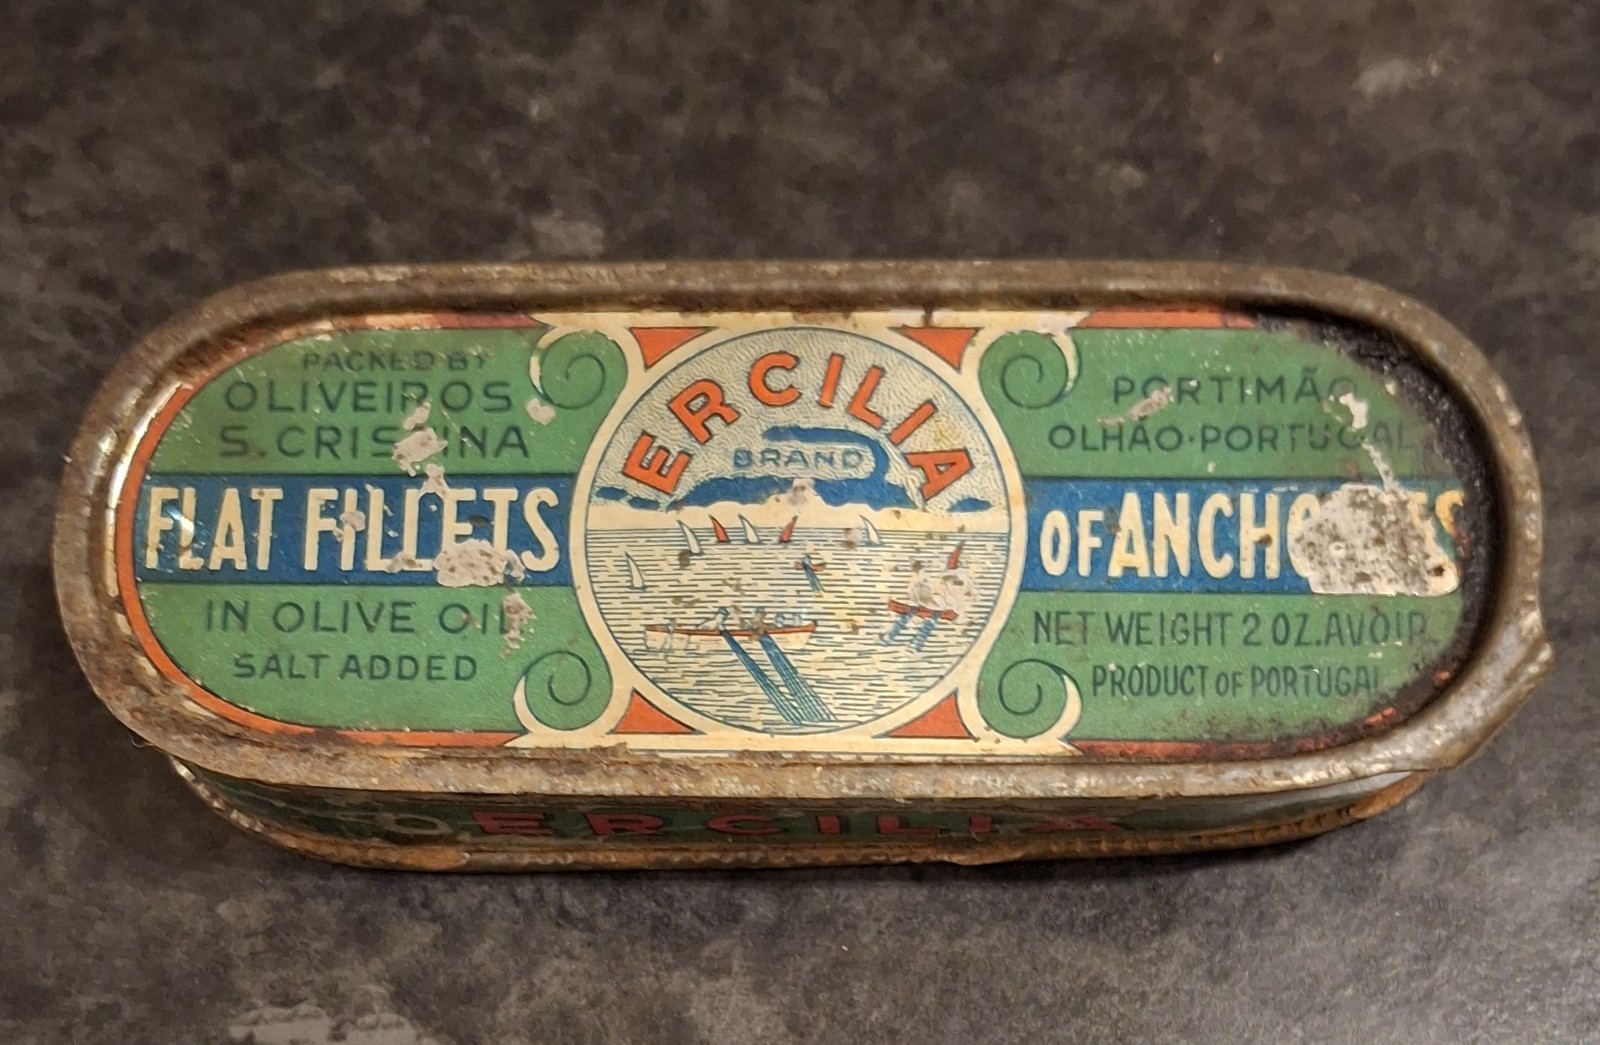 PACKED BY
OLIVEIROS
S. CRISTINA
FLAT FILLETS
IN OLIVE OIL
SALT ADDED
ERCILIA
BRAND
PORTIMÃO
OLHÃO·PORTUGAL
OF ANCHOVIES
NET WEIGHT 2 OZ. AVOIR.
PRODUCT OF PORTUGAL
ERCILIA